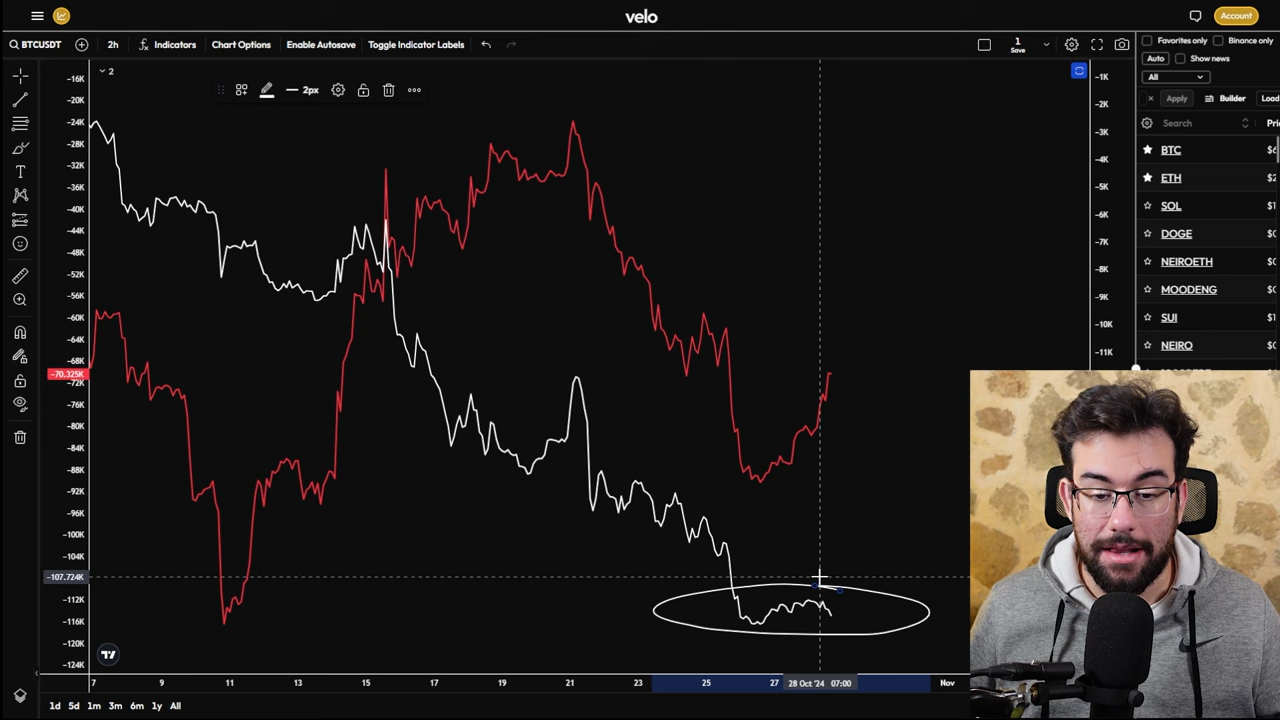 velo
Account
BTCUSDT
2h
Indicators
Chart Options
Enable Autosave
Toggle Indicator Labels
1
Save
Favorites only
Binance only
Auto
Show news
All
Apply
Builder
Load
2
2px
Search
BTC
ETH
SOL
DOGE
NEIROETH
MOODENG
SUI
NEIRO
-16K
-20K
-24K
-28K
-32K
-36K
-40K
-44K
-48K
-52K
-56K
-60K
-64K
-68K
-70.325K
-72K
-76K
-80K
-84K
-88K
-92K
-96K
-100K
-104K
-107.724K
-112K
-116K
-120K
-124K
-1K
-2K
-3K
-4K
-5K
-6K
-7K
-8K
-9K
-10K
-11K
7
9
11
13
15
17
19
21
23
25
27
28 Oct '24 07:00
Nov
1d
5d
1m
3m
6m
1y
All